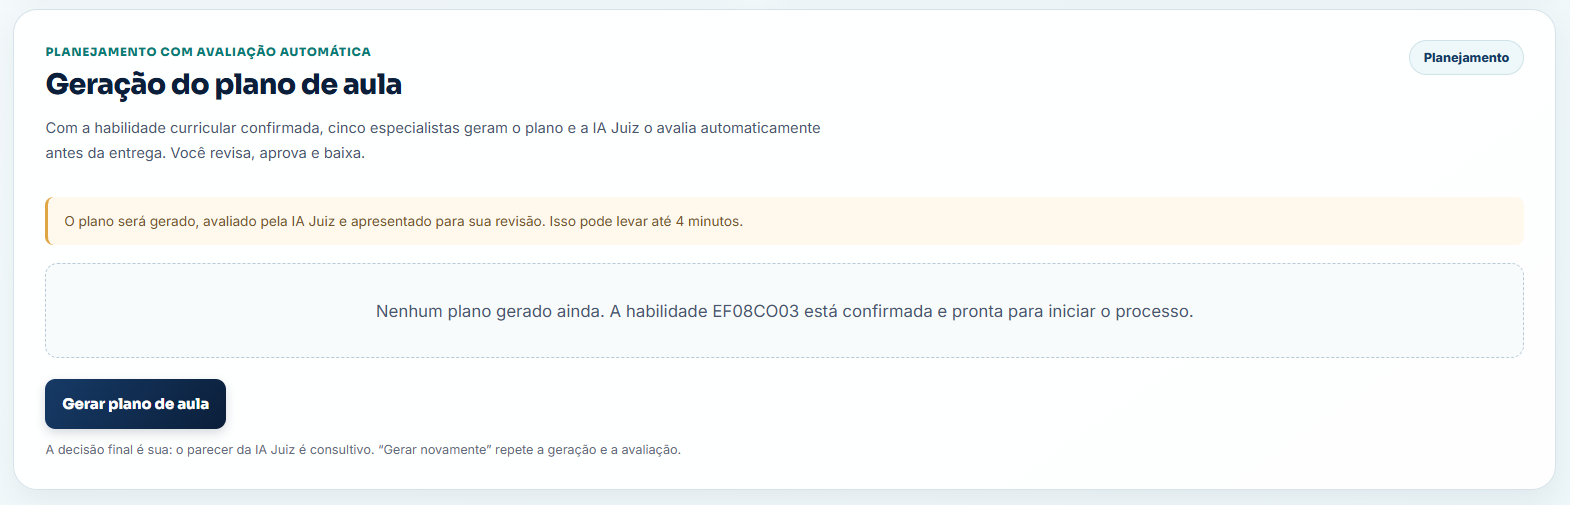 PLANEJAMENTO COM AVALIAÇÃO AUTOMÁTICA
Planejamento
Geração do plano de aula
Com a habilidade curricular confirmada, cinco especialistas geram o plano e a IA Juiz o avalia automaticamente
antes da entrega. Você revisa, aprova e baixa.
O plano será gerado, avaliado pela IA Juiz e apresentado para sua revisão. Isso pode levar até 4 minutos.
Nenhum plano gerado ainda. A habilidade EF08CO03 está confirmada e pronta para iniciar o processo.
Gerar plano de aula
A decisão final é sua: o parecer da IA Juiz é consultivo. “Gerar novamente” repete a geração e a avaliação.